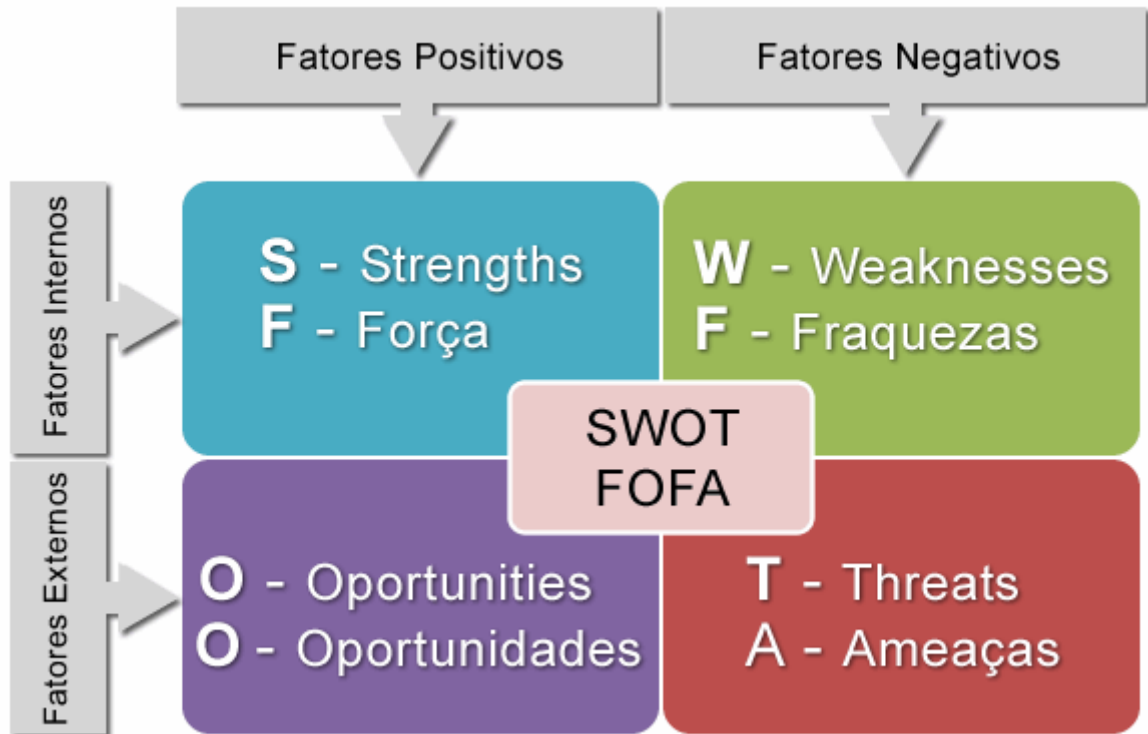 Fatores Positivos
Fatores Negativos
Fatores Internos
S - Strengths
F - Força
W - Weaknesses
F - Fraquezas
SWOT
FOFA
Fatores Externos
O - Oportunities
O - Oportunidades
T - Threats
A - Ameaças